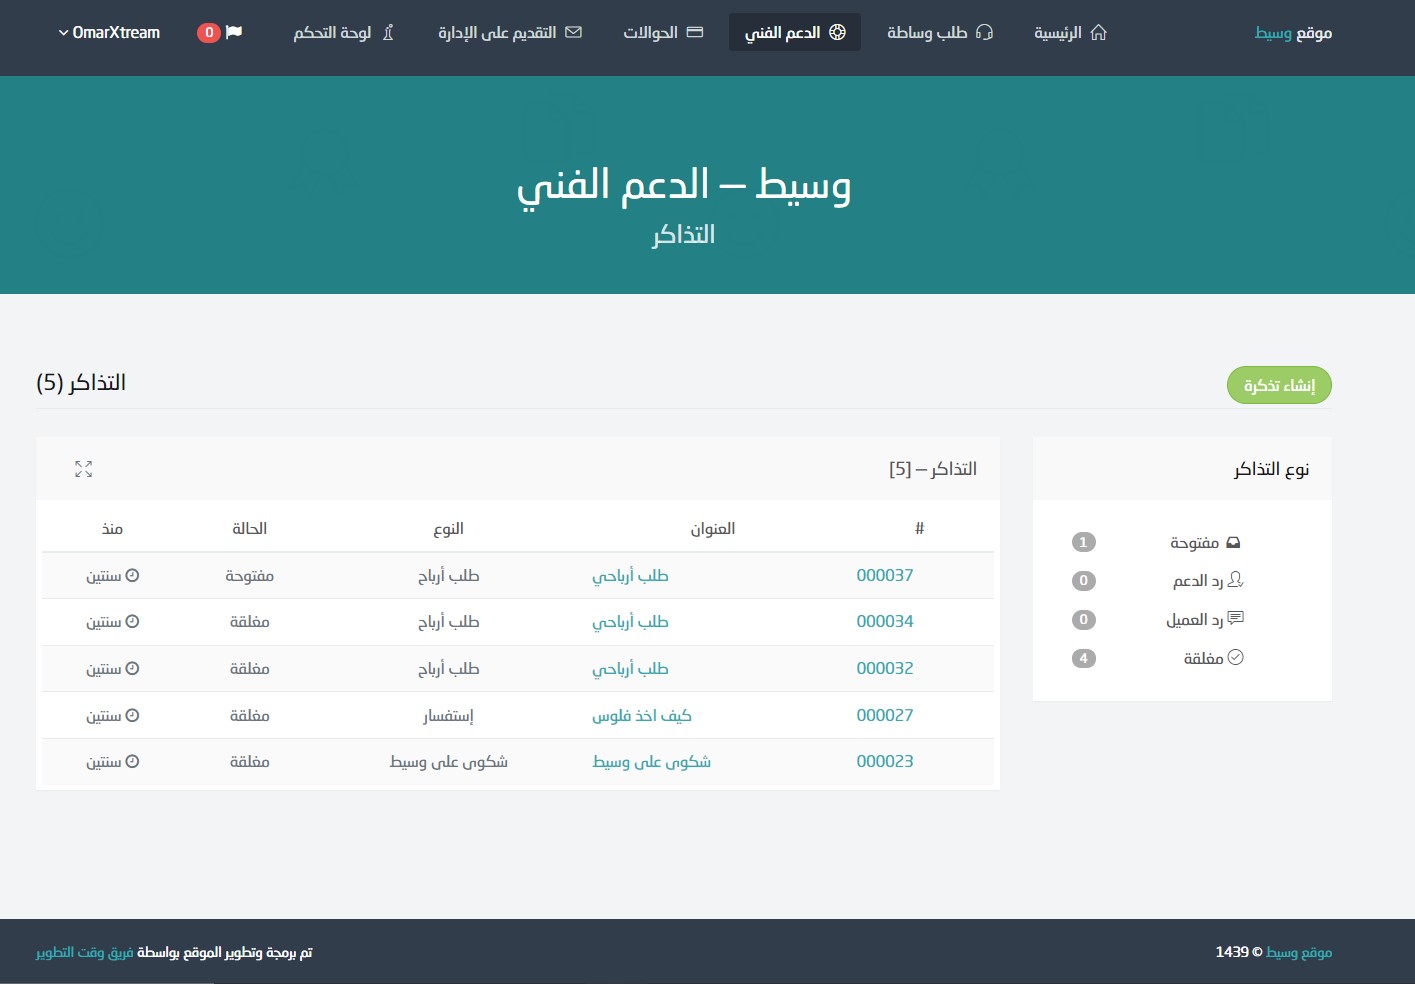 موقع وسيط
الرئيسية
طلب وساطة
الدعم الفني
الحوالات
التقديم على الإدارة
لوحة التحكم
0
OmarXtream
وسيط – الدعم الفني
التذاكر
إنشاء تذكرة
التذاكر (5)
نوع التذاكر
مفتوحة 1
رد الدعم 0
رد العميل 0
مغلقة 4
التذاكر – [5]
# العنوان النوع الحالة منذ
000037 طلب أرباحي طلب أرباح مفتوحة سنتين
000034 طلب أرباحي طلب أرباح مغلقة سنتين
000032 طلب أرباحي طلب أرباح مغلقة سنتين
000027 كيف اخذ فلوس إستفسار مغلقة سنتين
000023 شكوى على وسيط شكوى على وسيط مغلقة سنتين
موقع وسيط © 1439
تم برمجة وتطوير الموقع بواسطة فريق وقت التطوير